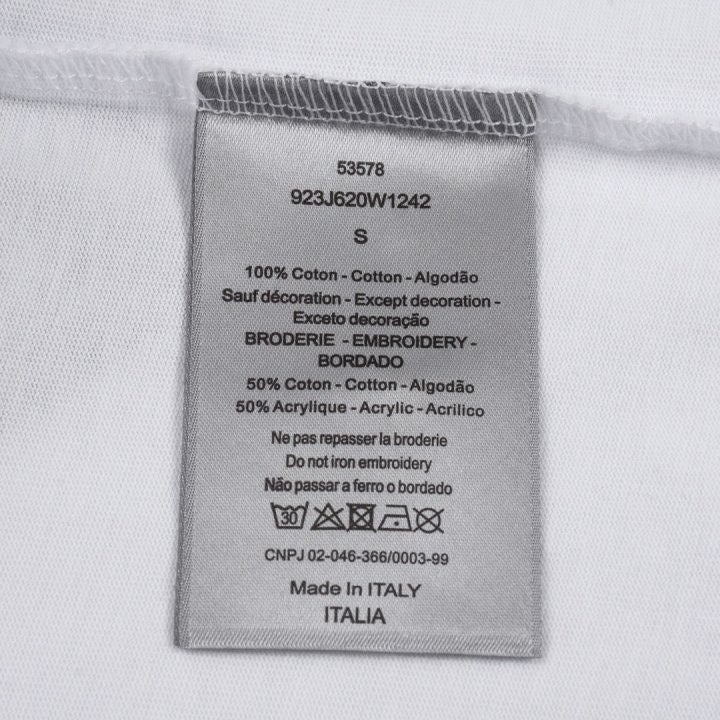 53578
923J620W1242
S
100% Coton - Cotton - Algodão
Sauf décoration - Except decoration -
Exceto decoração
BRODERIE - EMBROIDERY -
BORDADO
50% Coton - Cotton - Algodão
50% Acrylique - Acrylic - Acrilico
Ne pas repasser la broderie
Do not iron embroidery
Não passar a ferro o bordado
30
CNPJ 02-046-366/0003-99
Made In ITALY
ITALIA